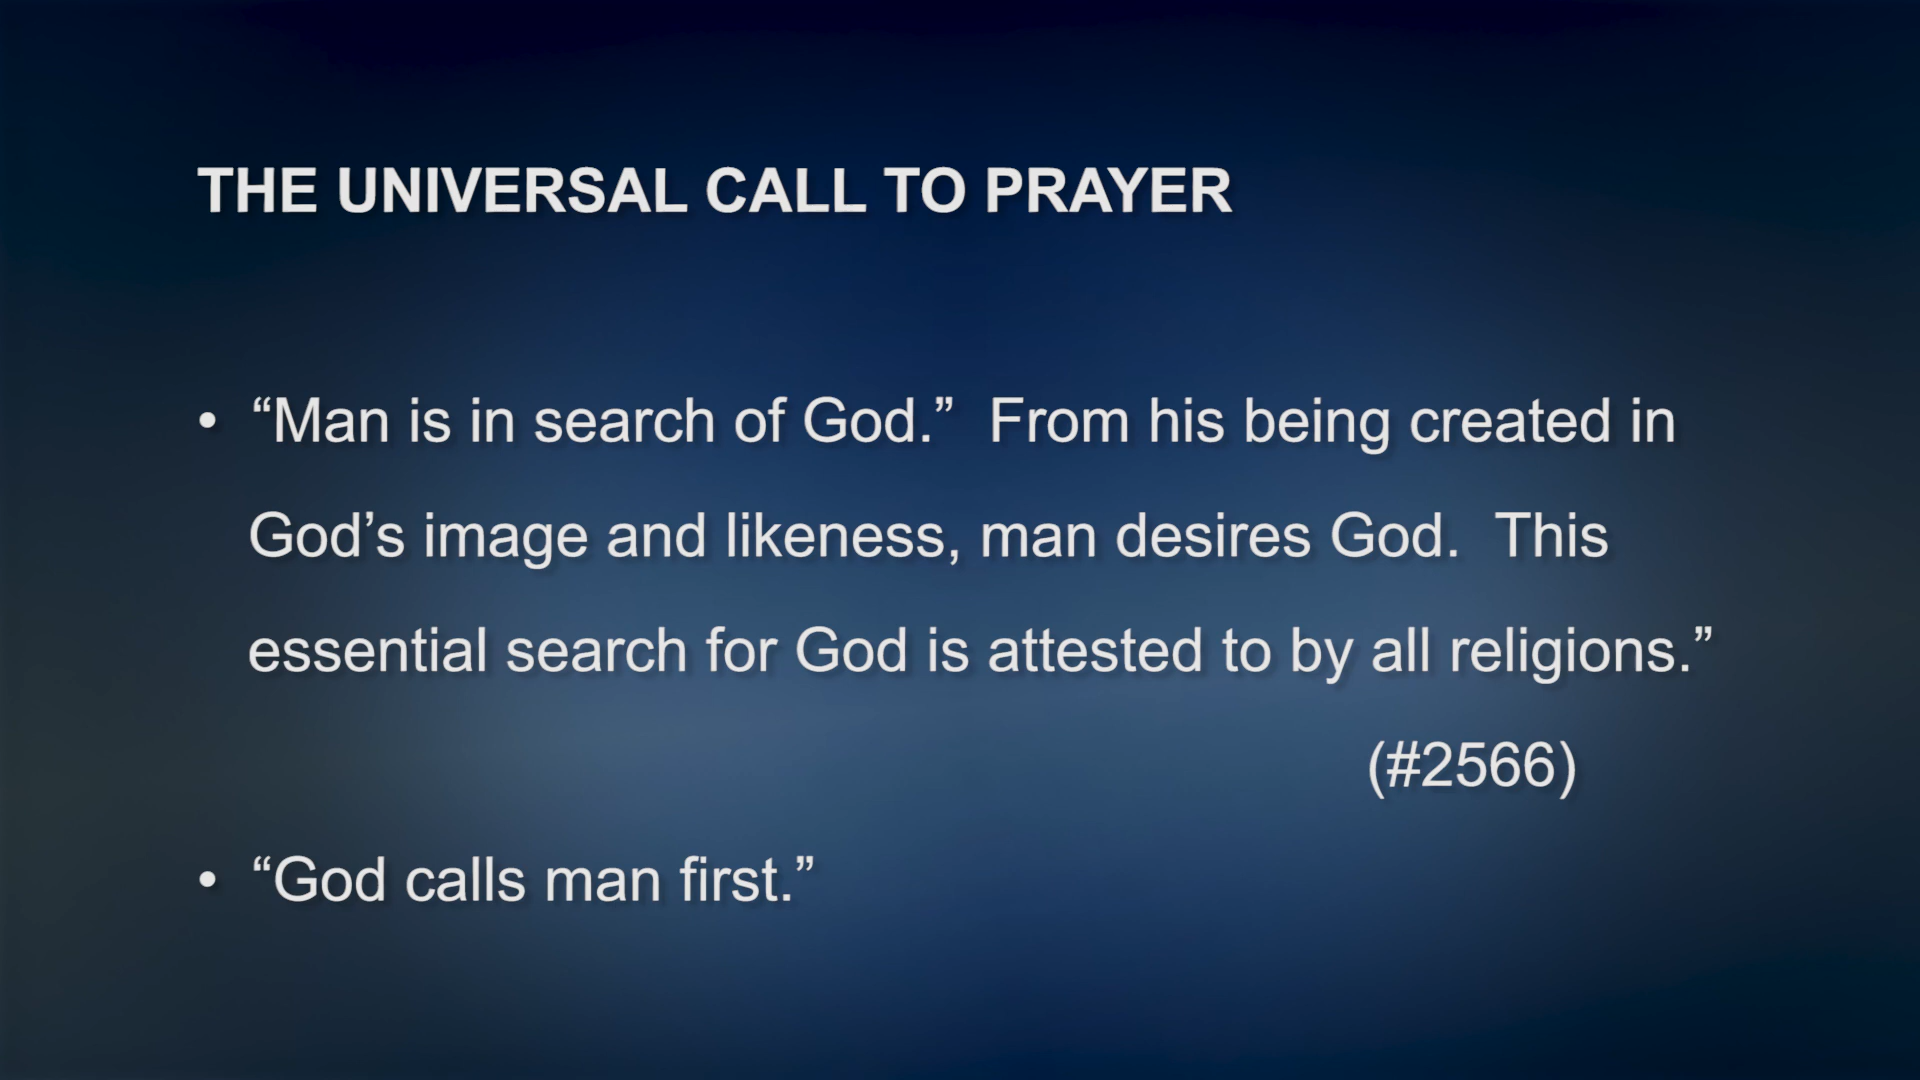 THE UNIVERSAL CALL TO PRAYER
• “Man is in search of God.”  From his being created in
God’s image and likeness, man desires God.  This
essential search for God is attested to by all religions.”
(#2566)
• “God calls man first.”